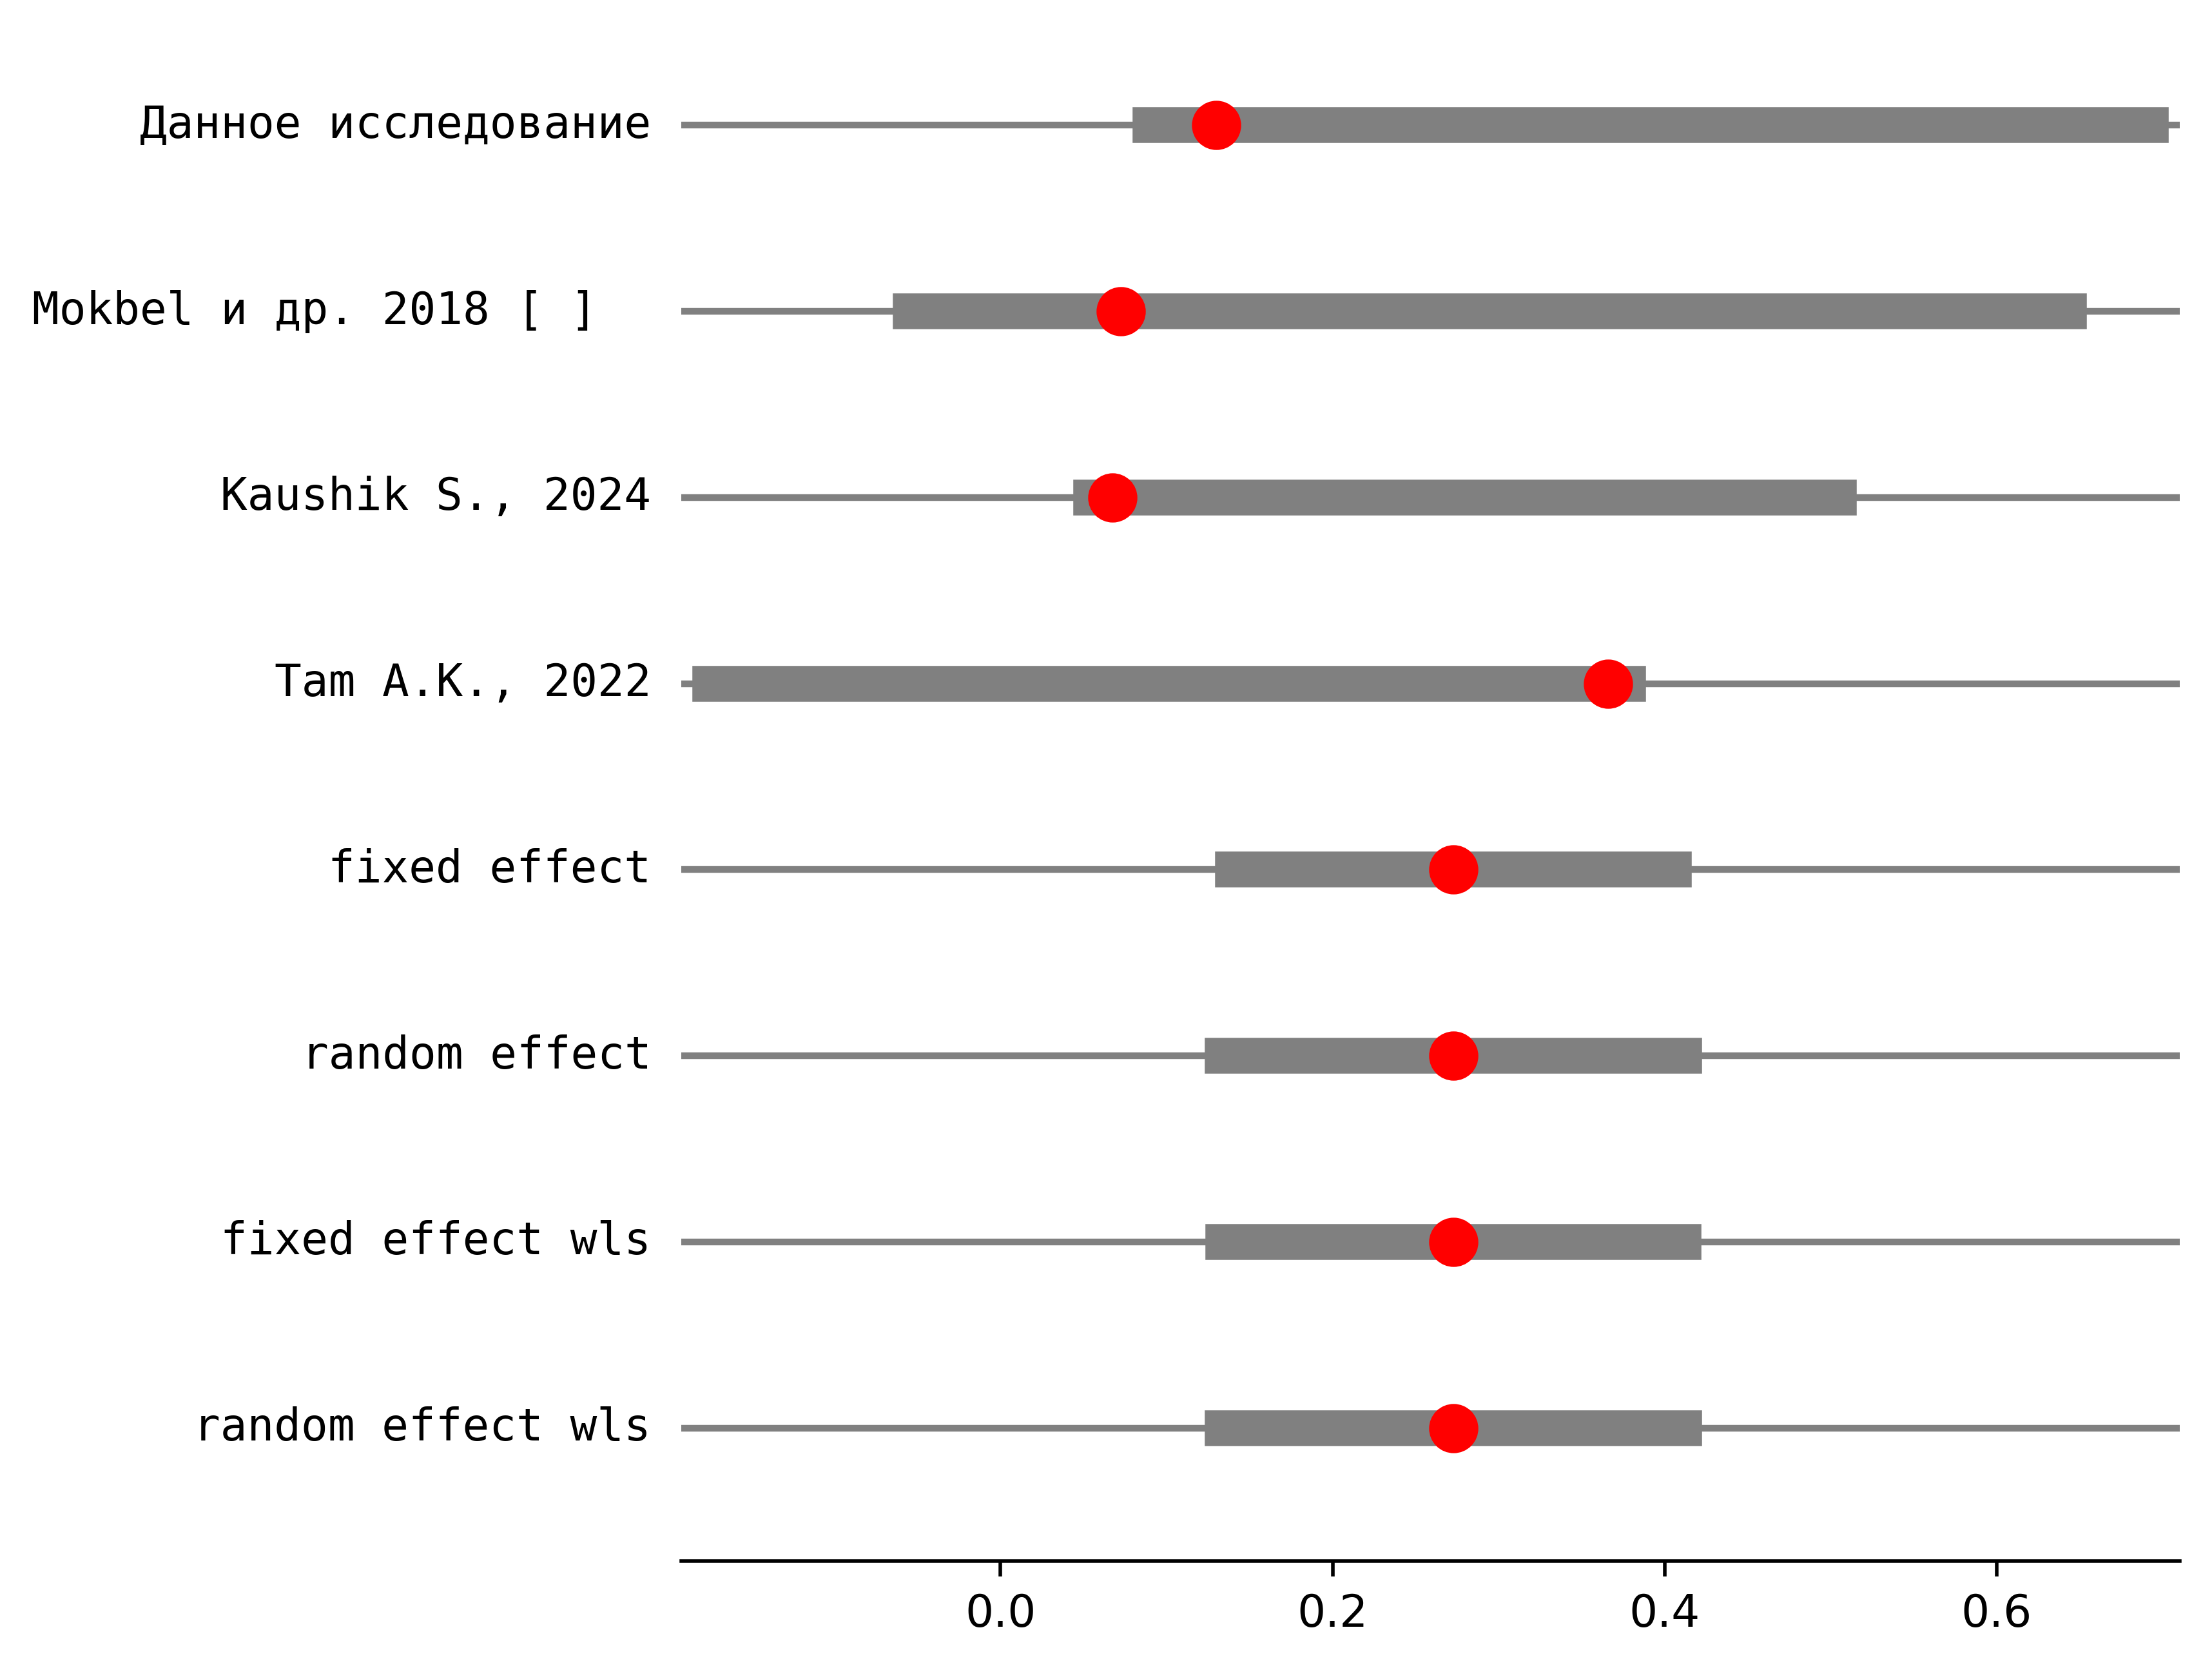 Данное исследование
Mokbel и др. 2018 [ ]
Kaushik S., 2024
Tam A.K., 2022
fixed effect
random effect
fixed effect wls
random effect wls
0.0 0.2 0.4 0.6